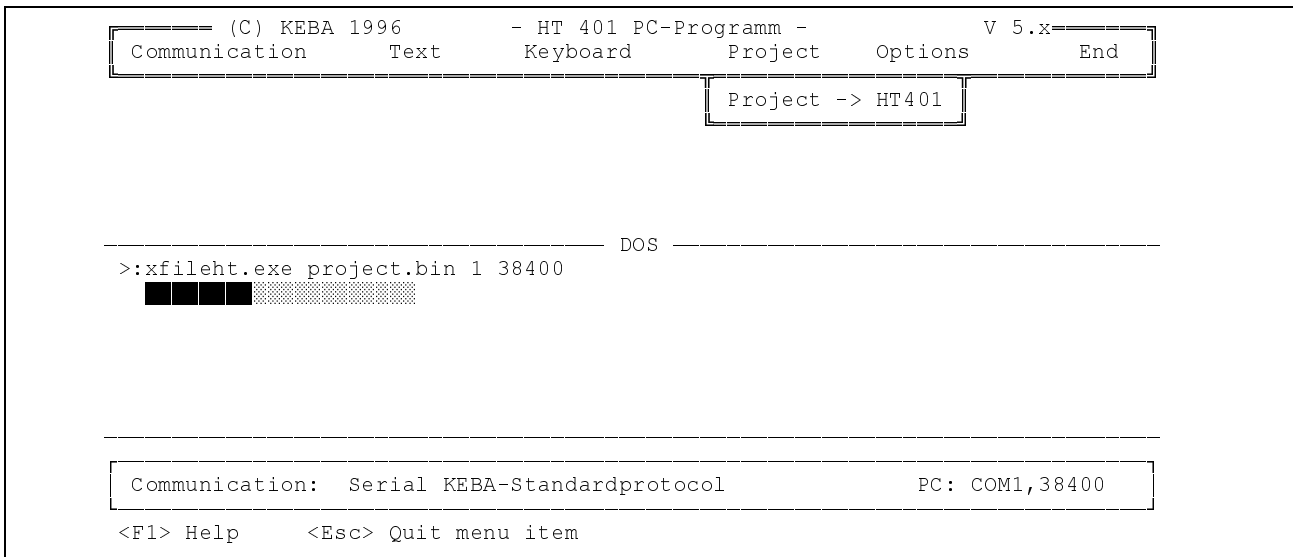 (C) KEBA 1996 - HT 401 PC-Programm - V 5.x
Communication Text Keyboard Project Options End
Project -> HT401
DOS
>:xfileht.exe project.bin 1 38400
Communication: Serial KEBA-Standardprotocol PC: COM1,38400
<F1> Help <Esc> Quit menu item